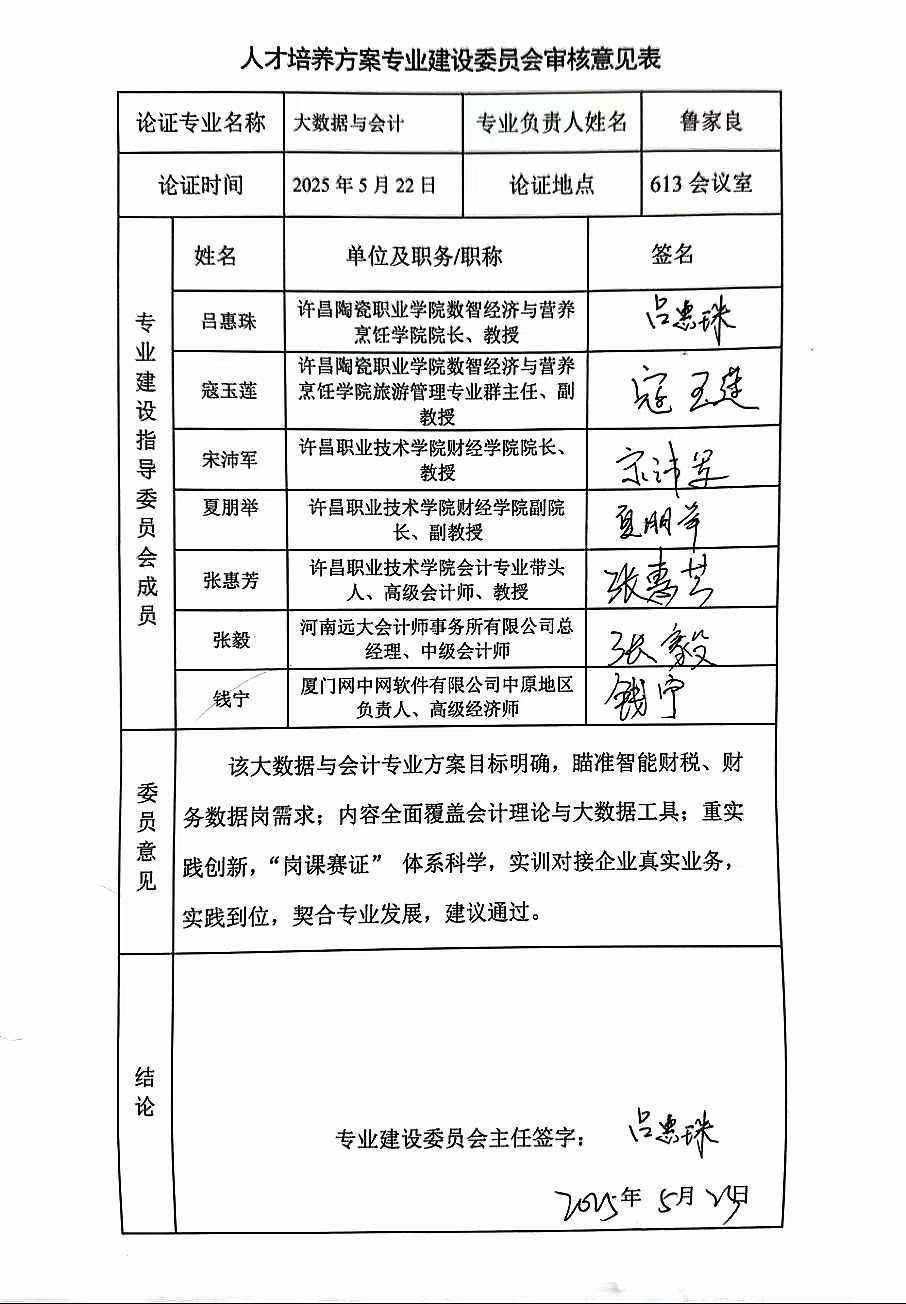 人才培养方案专业建设委员会审核意见表
论证专业名称 大数据与会计 专业负责人姓名 鲁家良
论证时间 2025年5月22日 论证地点 613会议室
专业建设指导委员会成员
姓名 单位及职务/职称 签名
吕惠珠 许昌陶瓷职业学院数智经济与营养
烹饪学院院长、教授 吕惠珠
寇玉莲 许昌陶瓷职业学院数智经济与营养
烹饪学院旅游管理专业群主任、副
教授 寇玉莲
宋沛军 许昌职业技术学院财经学院院长、
教授 宋沛军
夏朋举 许昌职业技术学院财经学院副院
长、副教授 夏朋举
张惠芳 许昌职业技术学院会计专业带头
人、高级会计师、教授 张惠芳
张毅 河南远大会计师事务所有限公司总
经理、中级会计师 张毅
钱宁 厦门网中网软件有限公司中原地区
负责人、高级经济师 钱宁
委员意见
该大数据与会计专业方案目标明确，瞄准智能财税、财
务数据岗需求；内容全面覆盖会计理论与大数据工具；重实
践创新，“岗课赛证” 体系科学，实训对接企业真实业务，
实践到位，契合专业发展，建议通过。
结论
专业建设委员会主任签字： 吕惠珠
2025年 5月 日